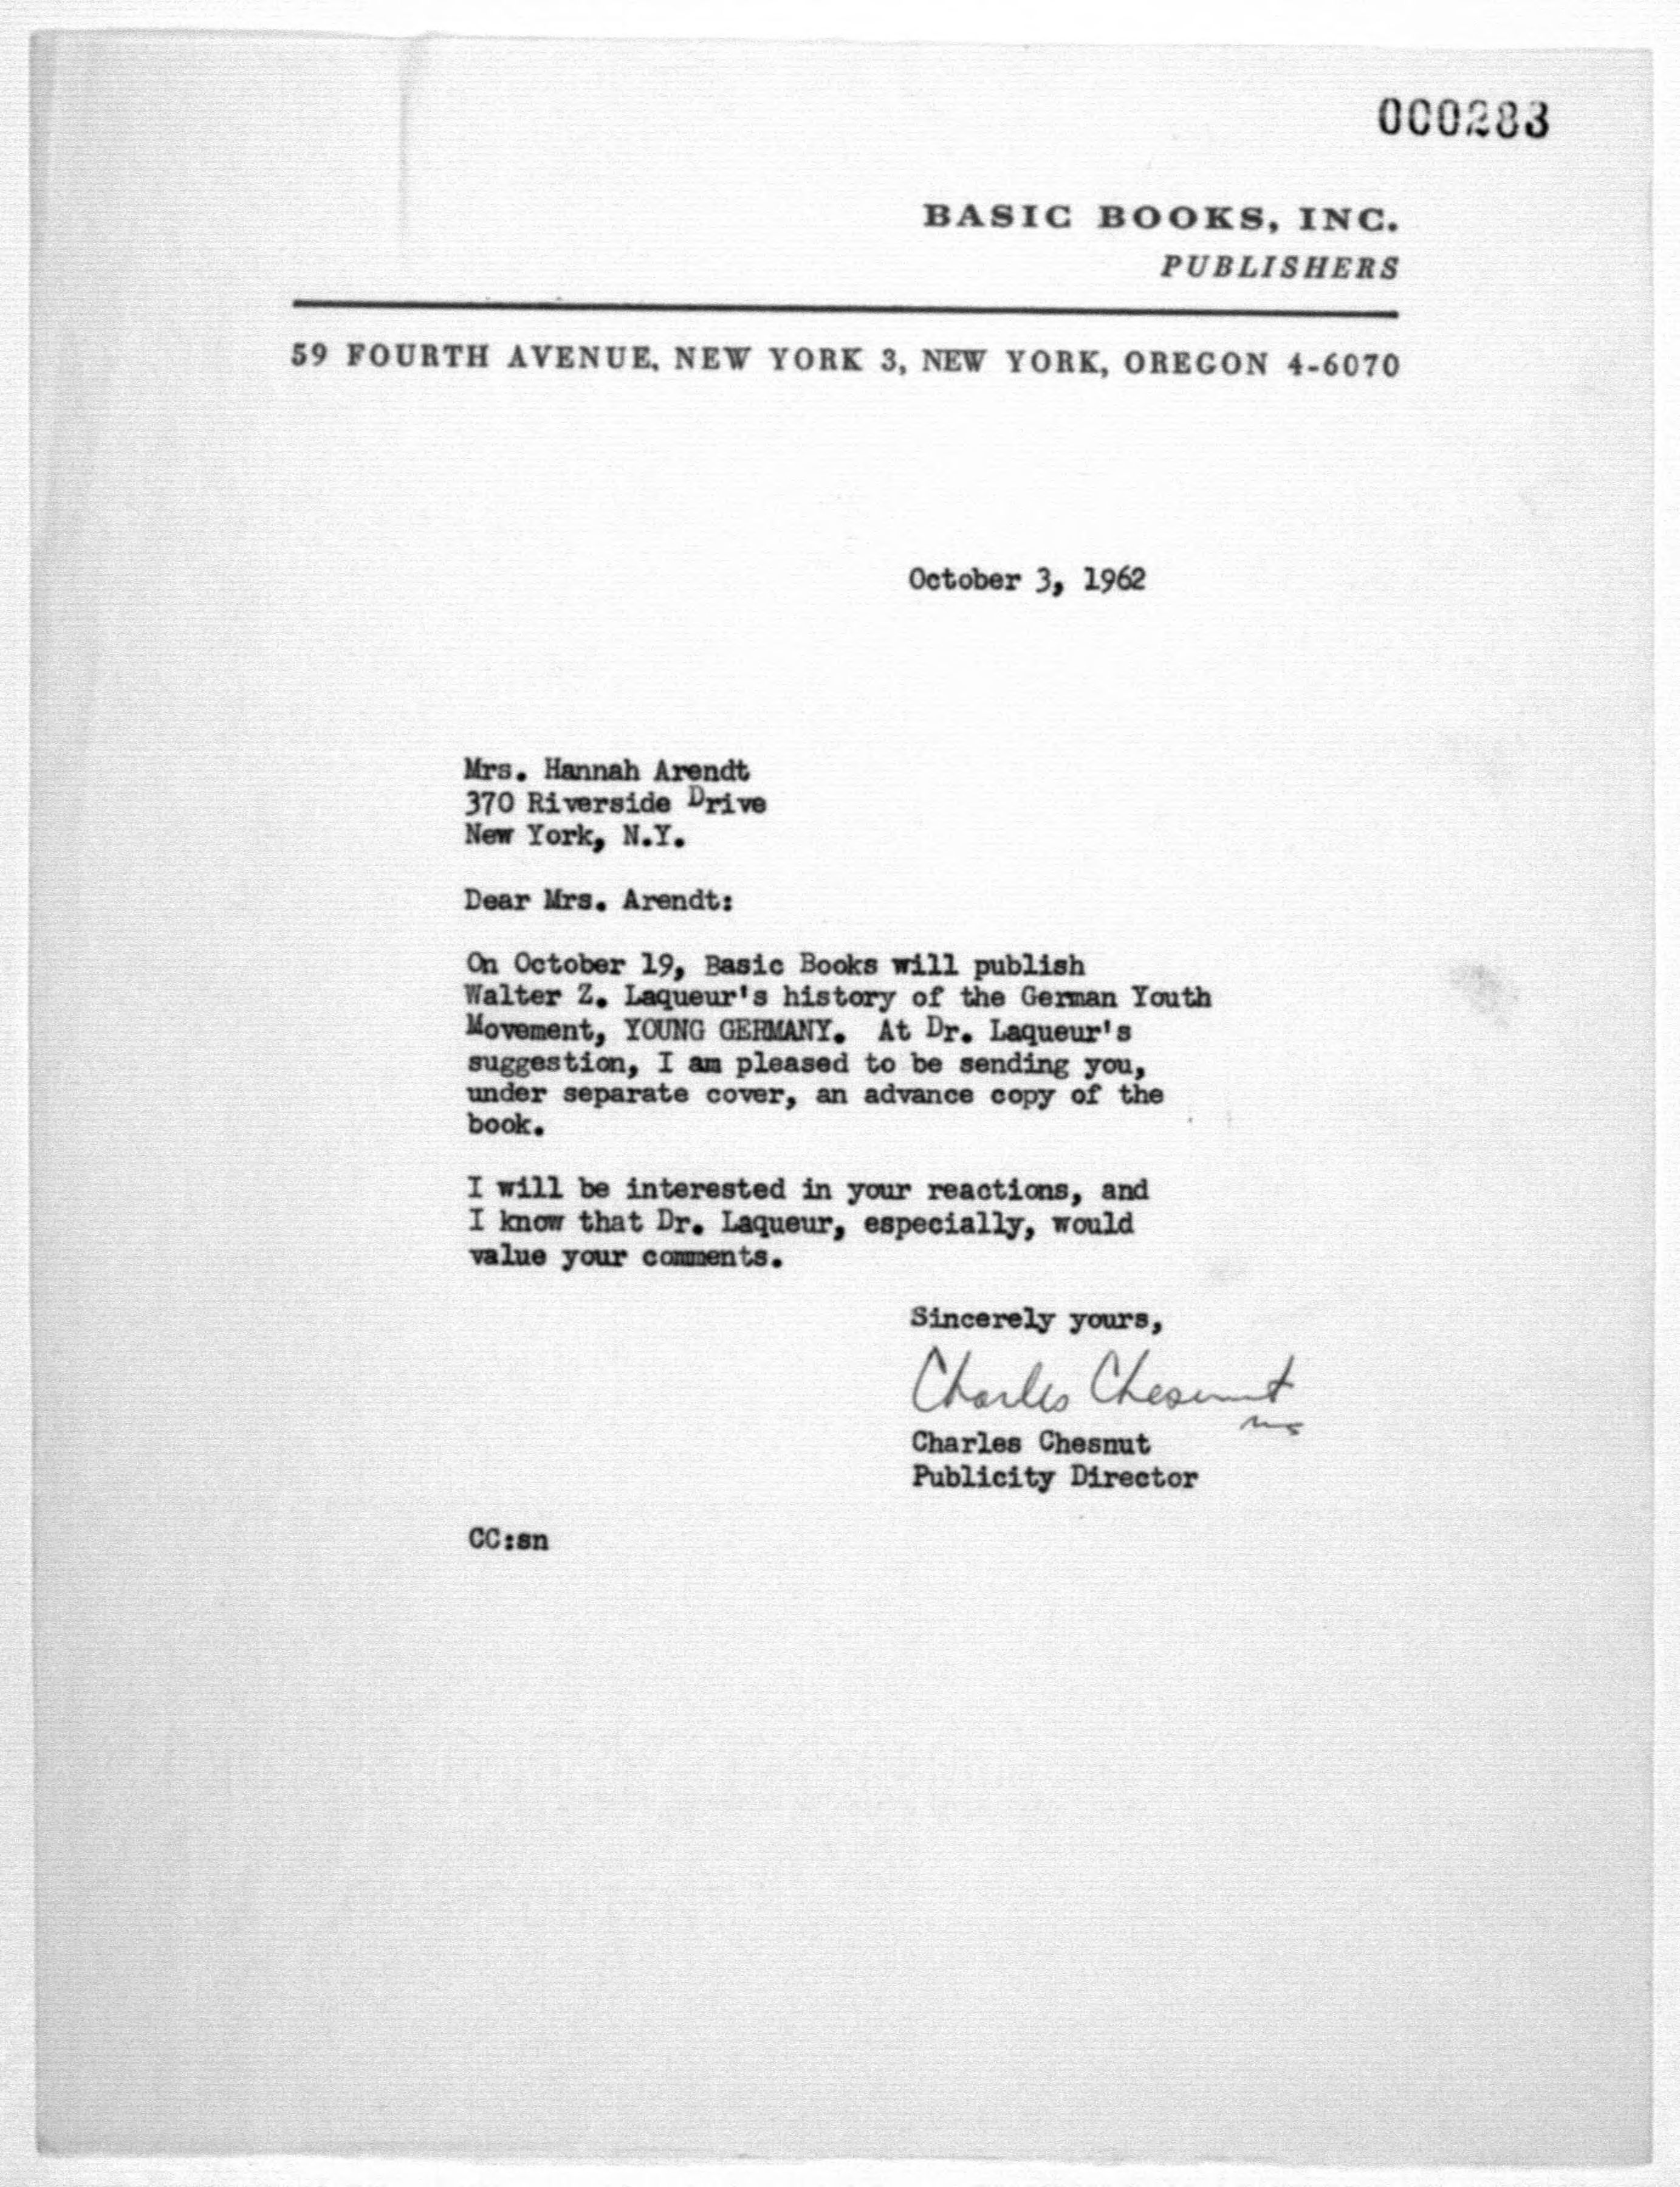 000283
BASIC BOOKS, INC.
PUBLISHERS
59 FOURTH AVENUE, NEW YORK 3, NEW YORK, OREGON 4-6070
October 3, 1962
Mrs. Hannah Arendt
370 Riverside Drive
New York, N.Y.
Dear Mrs. Arendt:
On October 19, Basic Books will publish
Walter Z. Laqueur's history of the German Youth
Movement, YOUNG GERMANY. At Dr. Laqueur's
suggestion, I am pleased to be sending you,
under separate cover, an advance copy of the
book.
I will be interested in your reactions, and
I know that Dr. Laqueur, especially, would
value your comments.
Sincerely yours,
Charles Chesnut
Charles Chesnut
Publicity Director
CC:sn